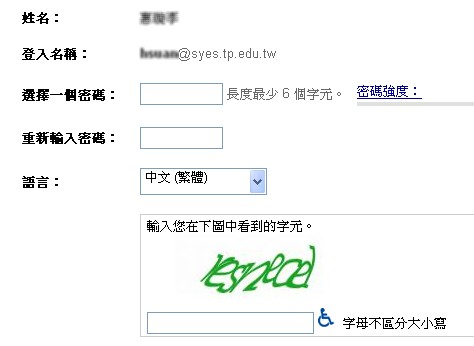 姓名：
登入名稱： @syes.tp.edu.tw
選擇一個密碼： 長度最少 6 個字元。 密碼強度：
重新輸入密碼：
語言： 中文 (繁體)
輸入您在下圖中看到的字元。
字母不區分大小寫